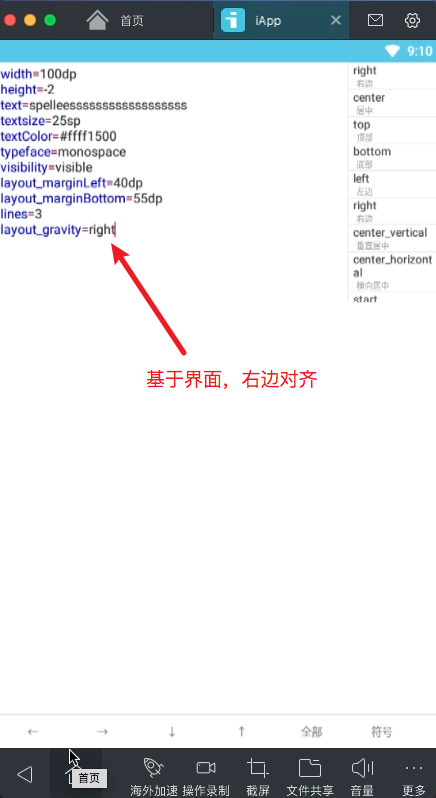 首页
iApp
9:10
width=100dp
height=-2
text=spelleessssssssssssssssss
textsize=25sp
textColor=#ffff1500
typeface=monospace
visibility=visible
layout_marginLeft=40dp
layout_marginBottom=55dp
lines=3
layout_gravity=right
right
右边
center
居中
top
顶部
bottom
底部
left
左边
right
右边
center_vertical
垂直居中
center_horizont
al
横向居中
start
基于界面，右边对齐
全部
符号
首页
海外加速
操作录制
截屏
文件共享
音量
更多